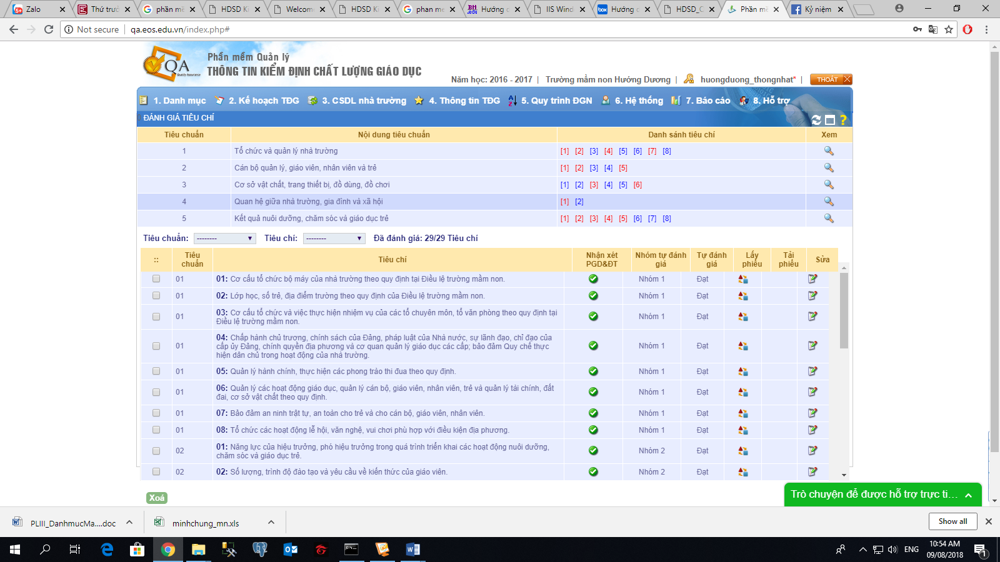 Zalo
Thứ trưở
phần mề
HDSD Ki
Welcome
HDSD Ki
phan me
BH .edu Hướng d
IIS Wind
box Hướng d
HDSD_C
Phần mề
Kỷ niệm
Not secure
qa.eos.edu.vn/index.php#
QA
Quality Assurance
Phần mềm Quản lý
THÔNG TIN KIỂM ĐỊNH CHẤT LƯỢNG GIÁO DỤC
Năm học: 2016 - 2017 | Trường mầm non Hướng Dương | huongduong_thongnhat* | THOÁT
1. Danh mục 2. Kế hoạch TĐG 3. CSDL nhà trường 4. Thông tin TĐG 5. Quy trình ĐGN 6. Hệ thống 7. Báo cáo 8. Hỗ trợ
ĐÁNH GIÁ TIÊU CHÍ
Tiêu chuẩn Nội dung tiêu chuẩn Danh sánh tiêu chí Xem
1 Tổ chức và quản lý nhà trường [1] [2] [3] [4] [5] [6] [7] [8]
2 Cán bộ quản lý, giáo viên, nhân viên và trẻ [1] [2] [3] [4] [5]
3 Cơ sở vật chất, trang thiết bị, đồ dùng, đồ chơi [1] [2] [3] [4] [5] [6]
4 Quan hệ giữa nhà trường, gia đình và xã hội [1] [2]
5 Kết quả nuôi dưỡng, chăm sóc và giáo dục trẻ [1] [2] [3] [4] [5] [6] [7] [8]
Tiêu chuẩn: -------- Tiêu chí: -------- Đã đánh giá: 29/29 Tiêu chí
:: Tiêu chuẩn Tiêu chí Nhận xét PGD&ĐT Nhóm tự đánh giá Tự đánh giá Lấy phiếu Tải phiếu Sửa
01 01: Cơ cấu tổ chức bộ máy của nhà trường theo quy định tại Điều lệ trường mầm non. Nhóm 1 Đạt
01 02: Lớp học, số trẻ, địa điểm trường theo quy định của Điều lệ trường mầm non. Nhóm 1 Đạt
01 03: Cơ cấu tổ chức và việc thực hiện nhiệm vụ của các tổ chuyên môn, tổ văn phòng theo quy định tại
Điều lệ trường mầm non. Nhóm 1 Đạt
04: Chấp hành chủ trương, chính sách của Đảng, pháp luật của Nhà nước, sự lãnh đạo, chỉ đạo của
01 cấp ủy Đảng, chính quyền địa phương và cơ quan quản lý giáo dục các cấp; bảo đảm Quy chế thực Nhóm 1 Đạt
hiện dân chủ trong hoạt động của nhà trường.
01 05: Quản lý hành chính, thực hiện các phong trào thi đua theo quy định. Nhóm 1 Đạt
01 06: Quản lý các hoạt động giáo dục, quản lý cán bộ, giáo viên, nhân viên, trẻ và quản lý tài chính, đất
đai, cơ sở vật chất theo quy định. Nhóm 1 Đạt
01 07: Bảo đảm an ninh trật tự, an toàn cho trẻ và cho cán bộ, giáo viên, nhân viên. Nhóm 1 Đạt
01 08: Tổ chức các hoạt động lễ hội, văn nghệ, vui chơi phù hợp với điều kiện địa phương. Nhóm 1 Đạt
02 01: Năng lực của hiệu trưởng, phó hiệu trưởng trong quá trình triển khai các hoạt động nuôi dưỡng,
chăm sóc và giáo dục trẻ. Nhóm 2 Đạt
02 02: Số lượng, trình độ đào tạo và yêu cầu về kiến thức của giáo viên. Nhóm 2 Đạt
Xoá
Trò chuyện để được hỗ trợ trực ti...
PLIII_DanhmucMa....doc
minhchung_mn.xls
Show all
ENG
10:54 AM
09/08/2018
1